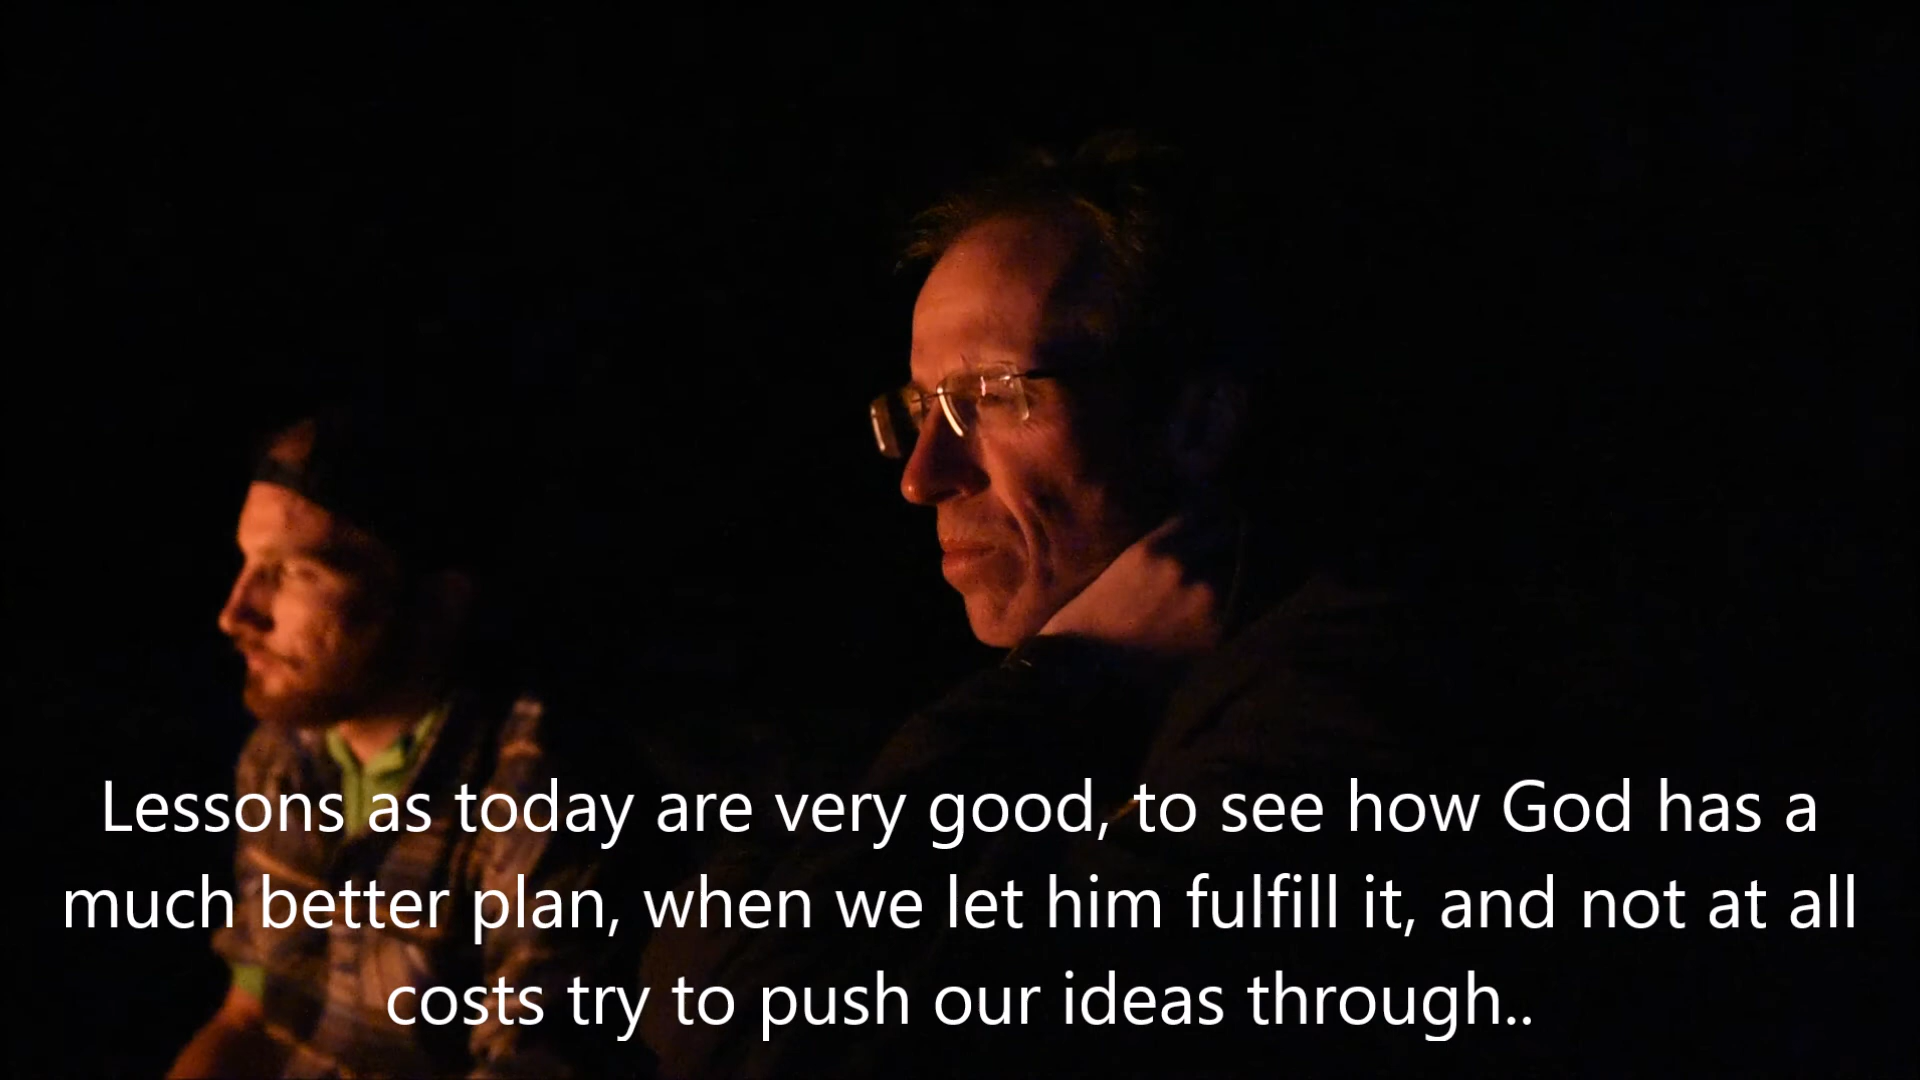 Lessons as today are very good, to see how God has a
much better plan, when we let him fulfill it, and not at all
costs try to push our ideas through..